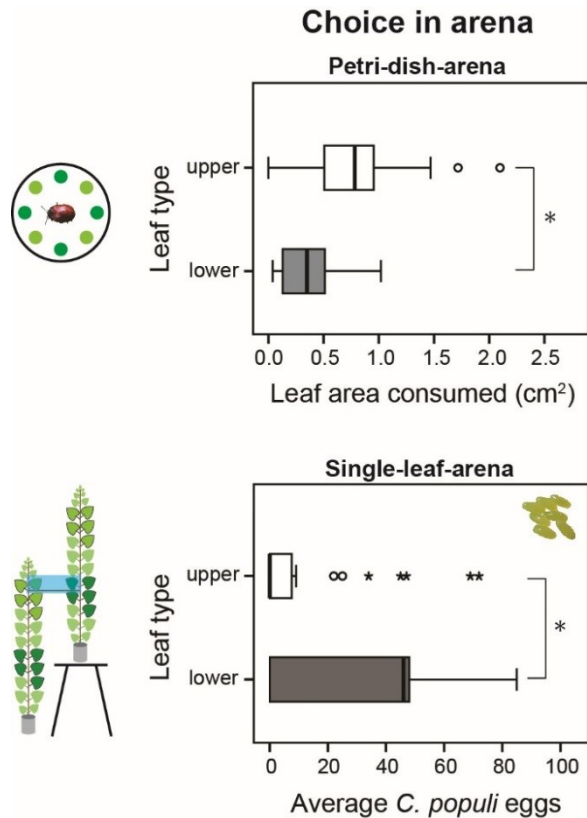 Choice in arena
Petri-dish-arena
Leaf type
upper
lower
*
0.0 0.5 1.0 1.5 2.0 2.5
Leaf area consumed (cm²)
Single-leaf-arena
Leaf type
upper
lower
*
0 20 40 60 80 100
Average C. populi eggs